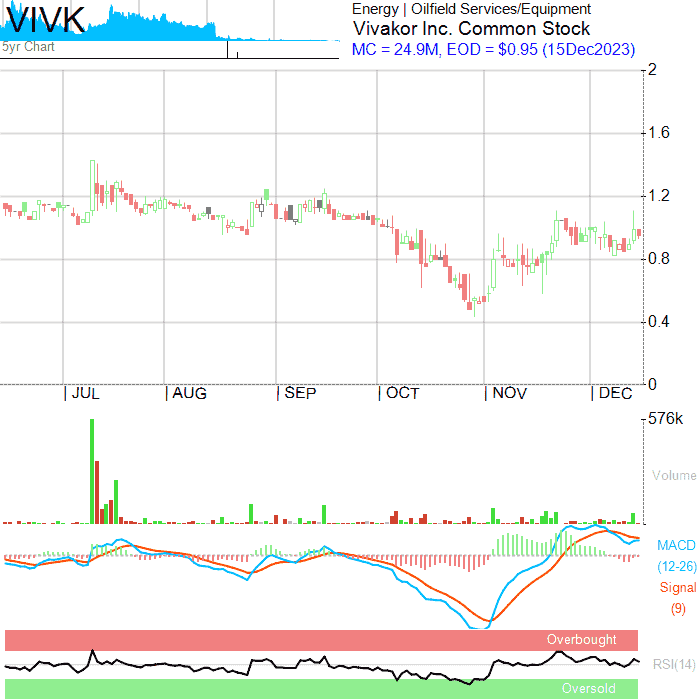 VIVK
5yr Chart
Energy | Oilfield Services/Equipment
Vivakor Inc. Common Stock
MC = 24.9M, EOD = $0.95 (15Dec2023)
2
1.6
1.2
0.8
0.4
0
JUL AUG SEP OCT NOV DEC
576k
Volume
MACD
(12-26)
Signal
(9)
Overbought
RSI(14)
Oversold